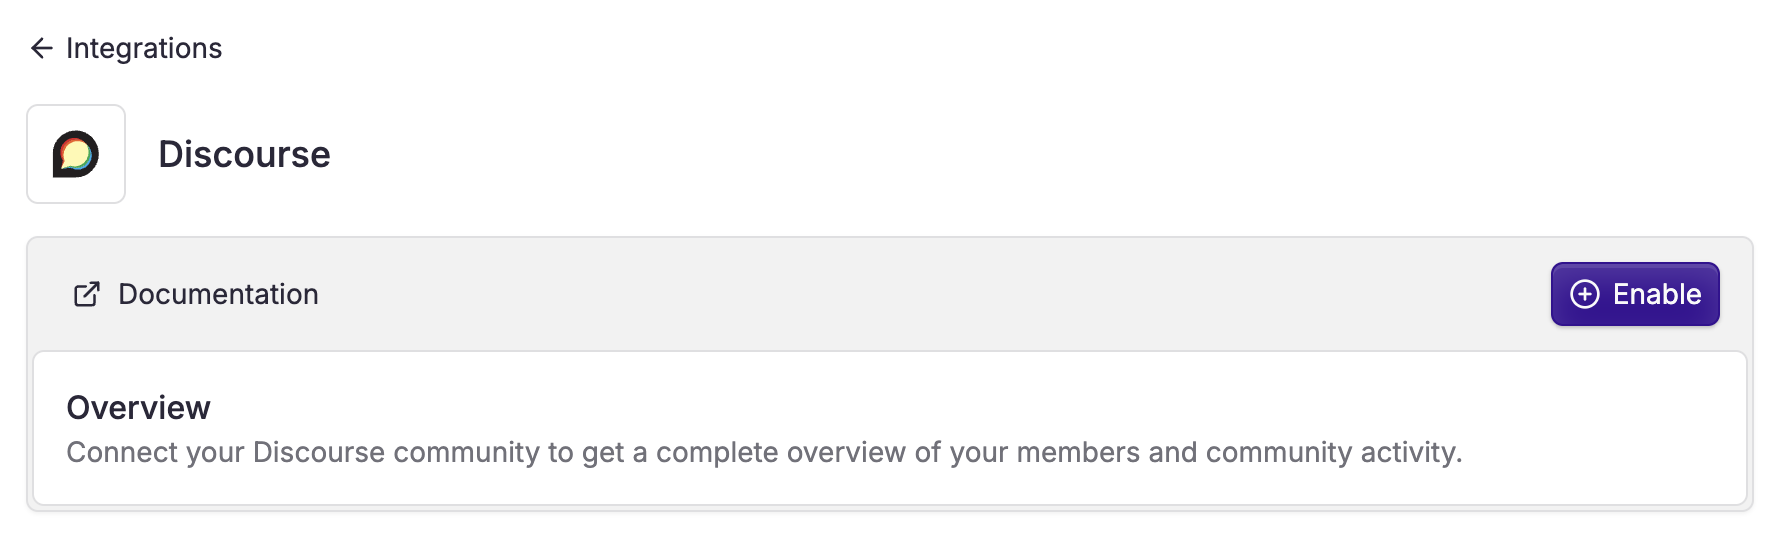 Integrations
Discourse
Documentation
Enable
Overview
Connect your Discourse community to get a complete overview of your members and community activity.